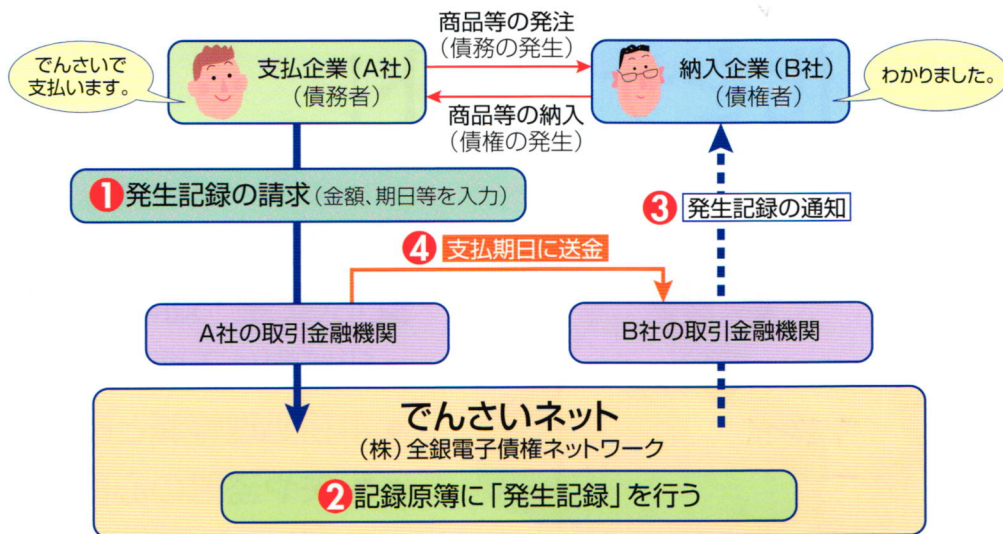 商品等の発注
(債務の発生)
でんさいで
支払います。
支払企業(A社)
(債務者)
納入企業(B社)
(債権者)
わかりました。
商品等の納入
(債権の発生)
❶発生記録の請求(金額、期日等を入力)
❸発生記録の通知
❹支払期日に送金
A社の取引金融機関
B社の取引金融機関
でんさいネット
(株)全銀電子債権ネットワーク
❷記録原簿に「発生記録」を行う